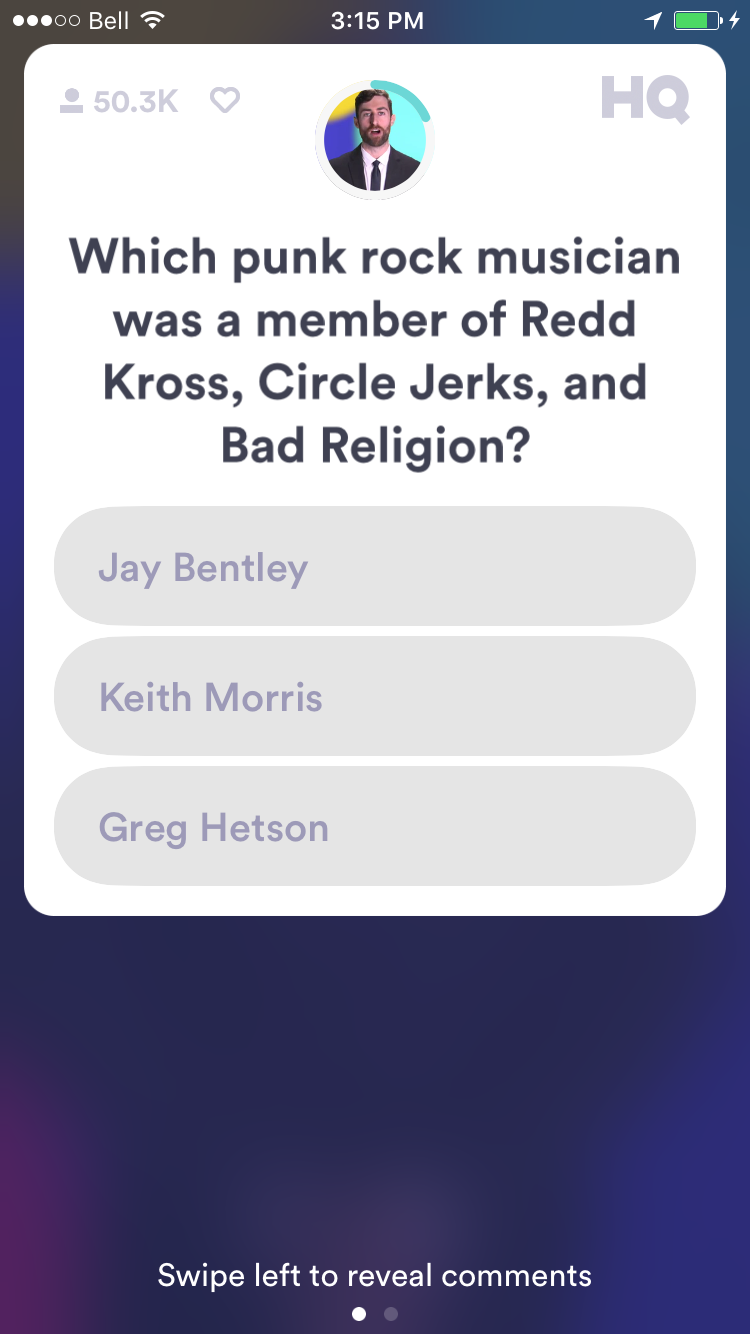 Bell 3:15 PM
50.3K HQ
Which punk rock musician
was a member of Redd
Kross, Circle Jerks, and
Bad Religion?
Jay Bentley
Keith Morris
Greg Hetson
Swipe left to reveal comments